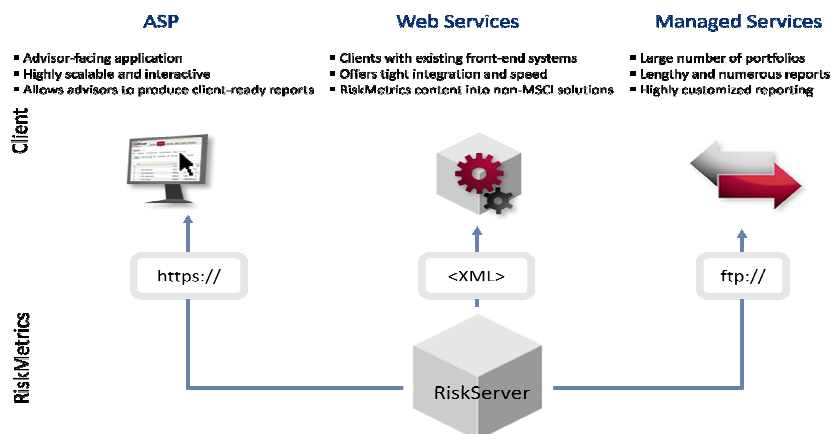 ASP
▪ Advisor-facing application
▪ Highly scalable and interactive
▪ Allows advisors to produce client-ready reports
Web Services
▪ Clients with existing front-end systems
▪ Offers tight integration and speed
▪ RiskMetrics content into non-MSCI solutions
Managed Services
▪ Large number of portfolios
▪ Lengthy and numerous reports
▪ Highly customized reporting
Client
https://
<XML>
ftp://
RiskMetrics
RiskServer